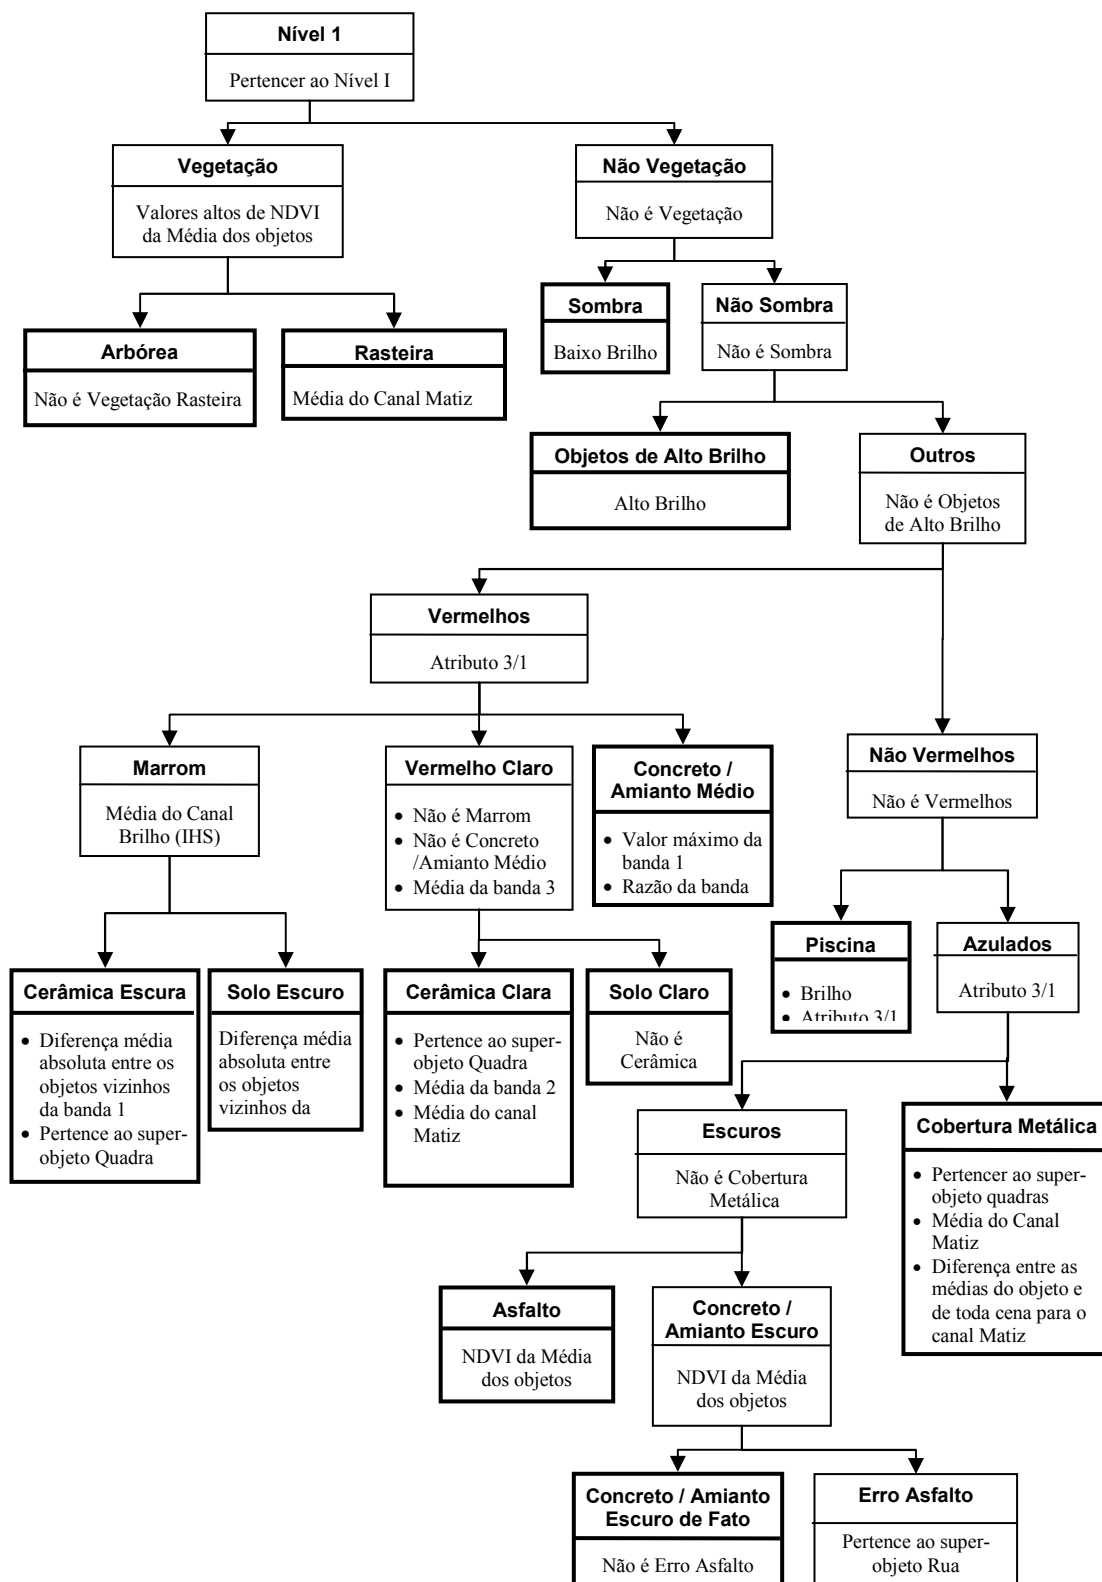 Nível 1
Pertencer ao Nível I
Vegetação
Valores altos de NDVI
da Média dos objetos
Não Vegetação
Não é Vegetação
Arbórea
Não é Vegetação Rasteira
Rasteira
Média do Canal Matiz
Sombra
Baixo Brilho
Não Sombra
Não é Sombra
Objetos de Alto Brilho
Alto Brilho
Outros
Não é Objetos
de Alto Brilho
Vermelhos
Atributo 3/1
Marrom
Média do Canal
Brilho (IHS)
Vermelho Claro
• Não é Marrom
• Não é Concreto
/Amianto Médio
• Média da banda 3
Concreto /
Amianto Médio
• Valor máximo da
banda 1
• Razão da banda
Não Vermelhos
Não é Vermelhos
Cerâmica Escura
• Diferença média
absoluta entre os
objetos vizinhos
da banda 1
• Pertence ao super-
objeto Quadra
Solo Escuro
Diferença média
absoluta entre
os objetos
vizinhos da
Cerâmica Clara
• Pertence ao super-
objeto Quadra
• Média da banda 2
• Média do canal
Matiz
Solo Claro
Não é
Cerâmica
Piscina
• Brilho
• Atributo 3/1
Azulados
Atributo 3/1
Escuros
Não é Cobertura
Metálica
Cobertura Metálica
• Pertencer ao super-
objeto quadras
• Média do Canal
Matiz
• Diferença entre as
médias do objeto e
de toda cena para o
canal Matiz
Asfalto
NDVI da Média
dos objetos
Concreto /
Amianto Escuro
NDVI da Média
dos objetos
Concreto / Amianto
Escuro de Fato
Não é Erro Asfalto
Erro Asfalto
Pertence ao super-
objeto Rua